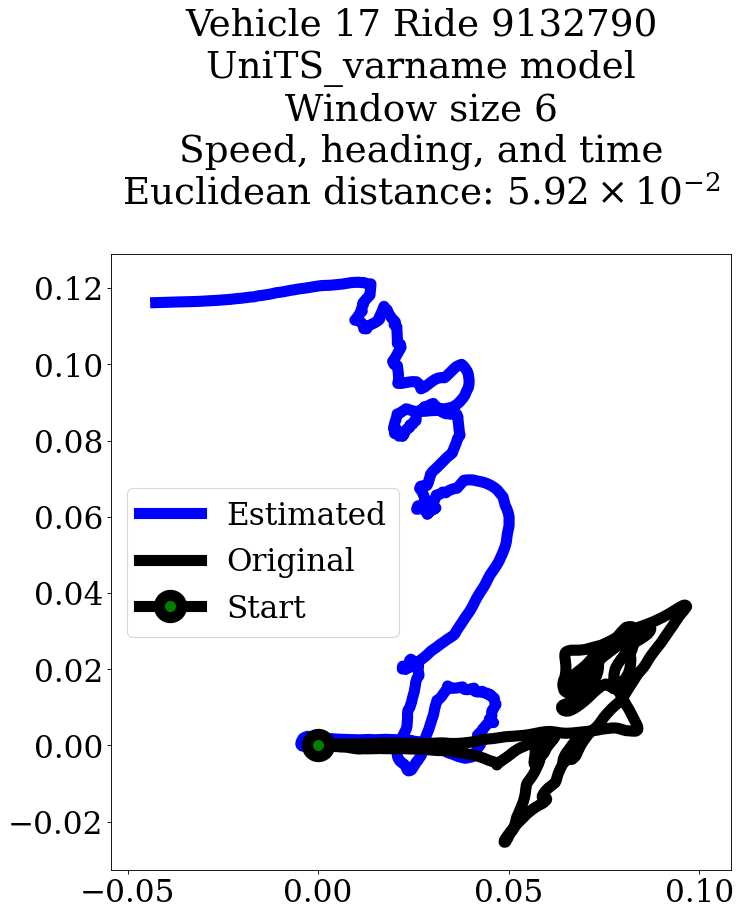 Vehicle 17 Ride 9132790
UniTS_varname model
Window size 6
Speed, heading, and time
Euclidean distance: 5.92 × 10⁻²
0.12
0.10
0.08
0.06
0.04
0.02
0.00
−0.02
Estimated
Original
Start
−0.05 0.00 0.05 0.10